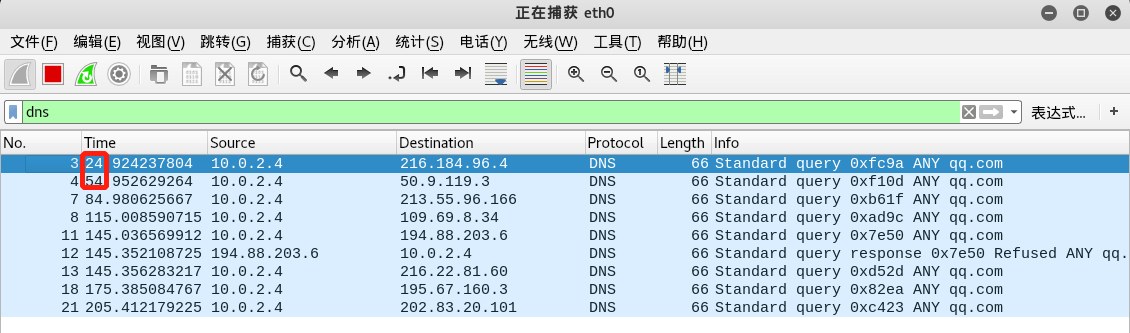 正在捕获 eth0
文件(F) 编辑(E) 视图(V) 跳转(G) 捕获(C) 分析(A) 统计(S) 电话(Y) 无线(W) 工具(T) 帮助(H)
dns 表达式… +
No. Time Source Destination Protocol Length Info
3 24.924237804 10.0.2.4 216.184.96.4 DNS 66 Standard query 0xfc9a ANY qq.com
4 54.952629264 10.0.2.4 50.9.119.3 DNS 66 Standard query 0xf10d ANY qq.com
7 84.980625667 10.0.2.4 213.55.96.166 DNS 66 Standard query 0xb61f ANY qq.com
8 115.008590715 10.0.2.4 109.69.8.34 DNS 66 Standard query 0xad9c ANY qq.com
11 145.036569912 10.0.2.4 194.88.203.6 DNS 66 Standard query 0x7e50 ANY qq.com
12 145.352108725 194.88.203.6 10.0.2.4 DNS 66 Standard query response 0x7e50 Refused ANY qq.
13 145.356283217 10.0.2.4 216.22.81.60 DNS 66 Standard query 0xd52d ANY qq.com
18 175.385084767 10.0.2.4 195.67.160.3 DNS 66 Standard query 0x82ea ANY qq.com
21 205.412179225 10.0.2.4 202.83.20.101 DNS 66 Standard query 0xc423 ANY qq.com